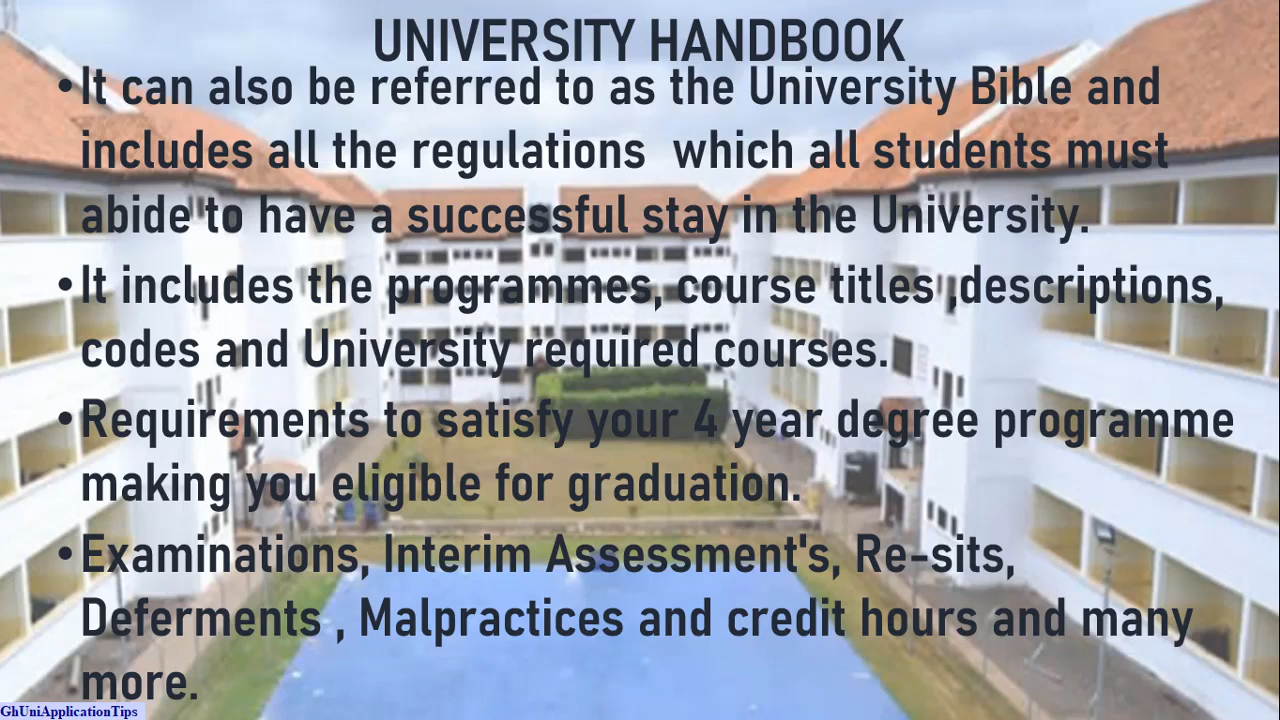 UNIVERSITY HANDBOOK
•It can also be referred to as the University Bible and
includes all the regulations  which all students must
abide to have a successful stay in the University.
•It includes the programmes, course titles ,descriptions,
codes and University required courses.
•Requirements to satisfy your 4 year degree programme
making you eligible for graduation.
•Examinations, Interim Assessment's, Re-sits,
Deferments , Malpractices and credit hours and many
more.
GhUniApplicationTips